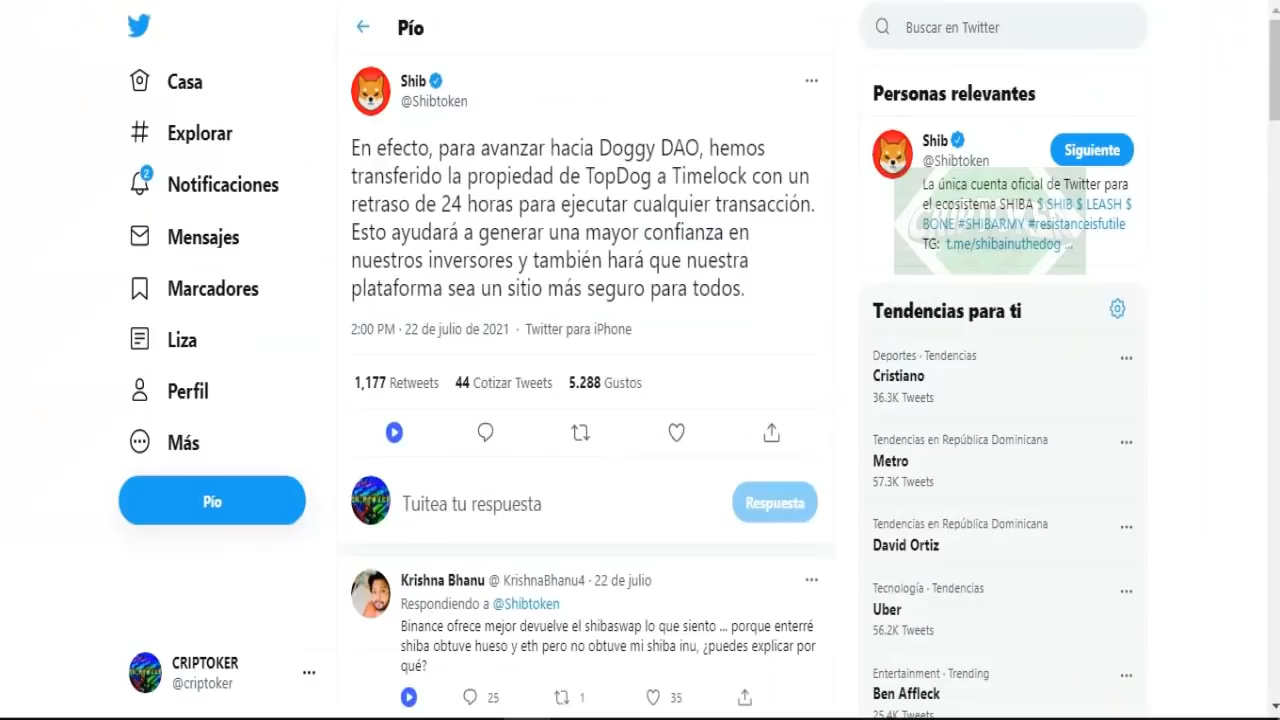 Casa
Explorar
2
Notificaciones
Mensajes
Marcadores
Liza
Perfil
Más
Pío
CRIPTOKER
@criptoker
Pío
Shib
@Shibtoken
En efecto, para avanzar hacia Doggy DAO, hemos
transferido la propiedad de TopDog a Timelock con un
retraso de 24 horas para ejecutar cualquier transacción.
Esto ayudará a generar una mayor confianza en
nuestros inversores y también hará que nuestra
plataforma sea un sitio más seguro para todos.
2:00 PM · 22 de julio de 2021 · Twitter para iPhone
1,177 Retweets 44 Cotizar Tweets 5.288 Gustos
Tuitea tu respuesta
Respuesta
Krishna Bhanu @ KrishnaBhanu4 · 22 de julio
Respondiendo a @Shibtoken
Binance ofrece mejor devuelve el shibaswap lo que siento ... porque enterré
shiba obtuve hueso y eth pero no obtuve mi shiba inu, ¿puedes explicar por
qué?
25 1 35
Buscar en Twitter
Personas relevantes
Shib
@Shibtoken
Siguiente
La única cuenta oficial de Twitter para
el ecosistema SHIBA $ SHIB $ LEASH $
BONE #SHIBARMY #resistanceisfutile
TG: t.me/shibainuthedog ...
Tendencias para ti
Deportes · Tendencias
Cristiano
36.3K Tweets
Tendencias en República Dominicana
Metro
57.3K Tweets
Tendencias en República Dominicana
David Ortiz
Tecnología · Tendencias
Uber
56.2K Tweets
Entertainment · Trending
Ben Affleck
25.4K Tweets